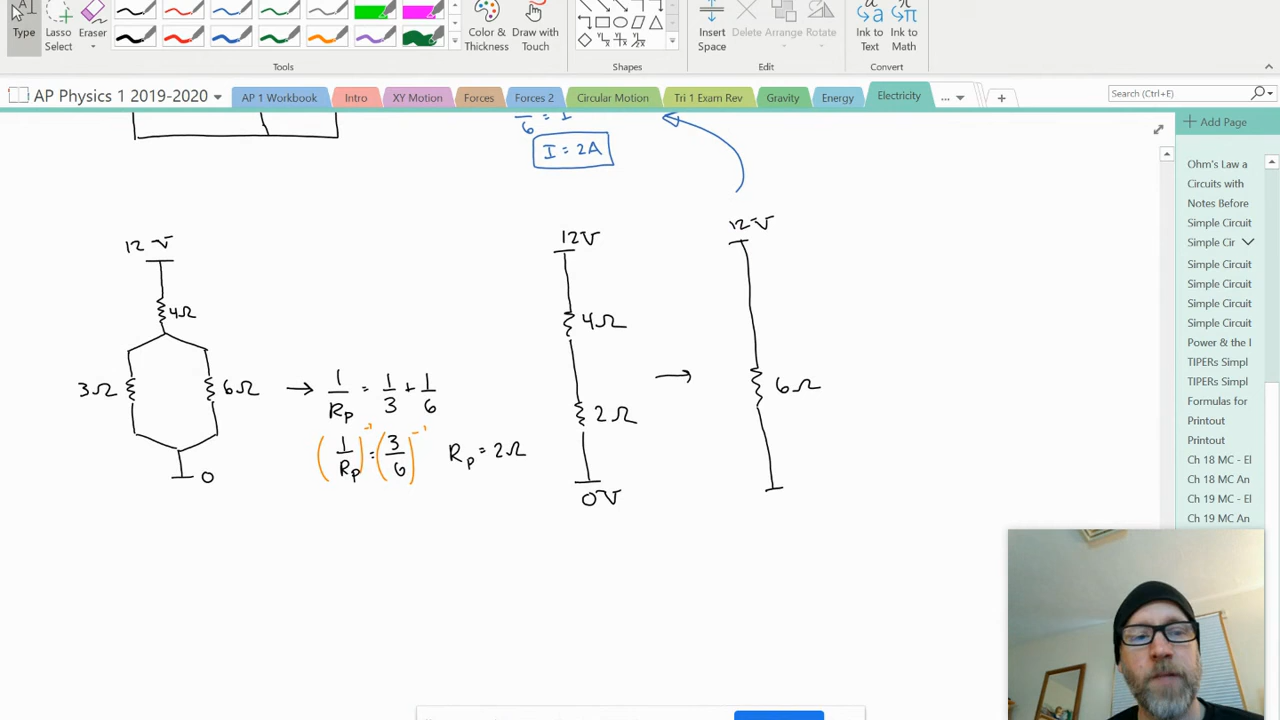 Type
Lasso Select
Eraser
Color & Thickness
Draw with Touch
Insert Space
Delete
Arrange
Rotate
Ink to Text
Ink to Math
Tools
Shapes
Edit
Convert
AP Physics 1 2019-2020
AP 1 Workbook
Intro
XY Motion
Forces
Forces 2
Circular Motion
Tri 1 Exam Rev
Gravity
Energy
Electricity
...
Search (Ctrl+E)
Add Page
Ohm's Law a
Circuits with
Notes Before
Simple Circuit
Simple Cir
Simple Circuit
Simple Circuit
Simple Circuit
Simple Circuit
Power & the I
TIPERs Simpl
TIPERs Simpl
Formulas for
Printout
Printout
Ch 18 MC - El
Ch 18 MC An
Ch 19 MC - El
Ch 19 MC An
6 = I
I = 2A
12 V
4Ω
3Ω
6Ω
0
→ 1/Rp = 1/3 + 1/6
(1/Rp)⁻¹ = (3/6)⁻¹ Rp = 2Ω
12V
4Ω
2Ω
0V
→
12V
6Ω